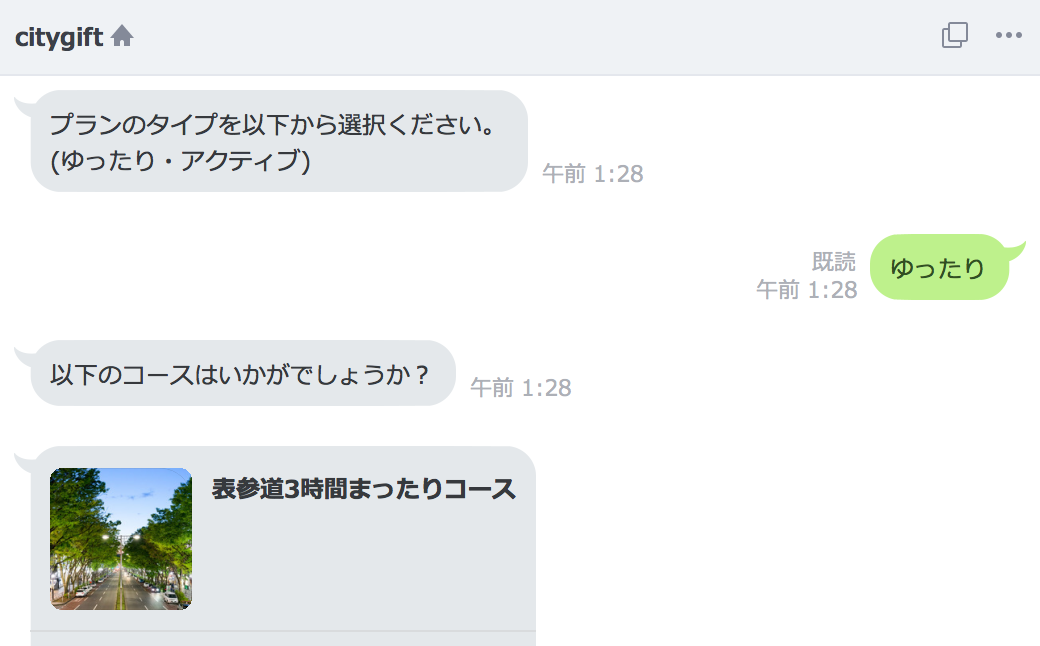 citygift
プランのタイプを以下から選択ください。
(ゆったり・アクティブ)
午前 1:28
既読
午前 1:28
ゆったり
以下のコースはいかがでしょうか？
午前 1:28
表参道3時間まったりコース